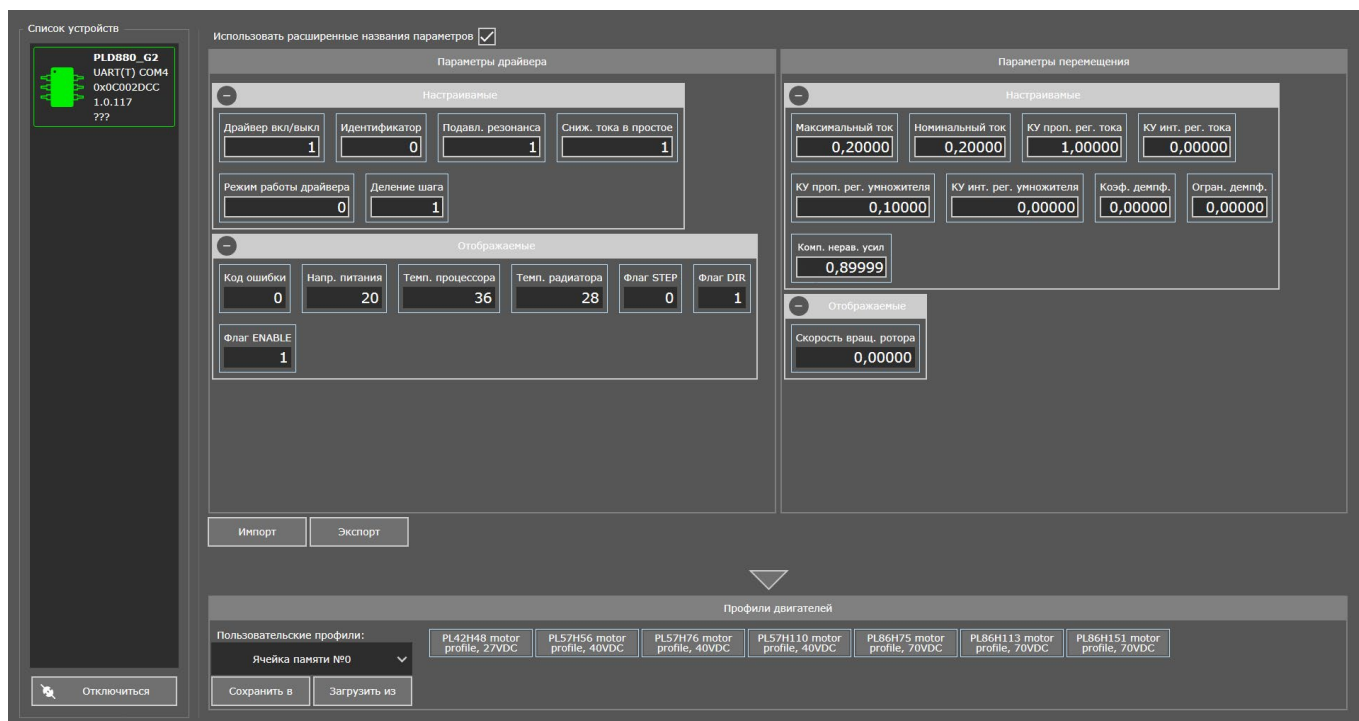 Список устройств
PLD880_G2
UART(T) COM4
0x0C002DCC
1.0.117
???
Отключиться
Использовать расширенные названия параметров
Параметры драйвера
Настраиваемые
Драйвер вкл/выкл Идентификатор Подавл. резонанса Сниж. тока в простое
1 0 1 1
Режим работы драйвера Деление шага
0 1
Отображаемые
Код ошибки Напр. питания Темп. процессора Темп. радиатора Флаг STEP Флаг DIR
0 20 36 28 0 1
Флаг ENABLE
1
Параметры перемещения
Настраиваемые
Максимальный ток Номинальный ток КУ проп. рег. тока КУ инт. рег. тока
0,20000 0,20000 1,00000 0,00000
КУ проп. рег. умножителя КУ инт. рег. умножителя Коэф. демпф. Огран. демпф.
0,10000 0,00000 0,00000 0,00000
Комп. нерав. усил
0,89999
Отображаемые
Скорость вращ. ротора
0,00000
Импорт Экспорт
Профили двигателей
Пользовательские профили:
Ячейка памяти №0
Сохранить в Загрузить из
PL42H48 motor
profile, 27VDC
PL57H56 motor
profile, 40VDC
PL57H76 motor
profile, 40VDC
PL57H110 motor
profile, 40VDC
PL86H75 motor
profile, 70VDC
PL86H113 motor
profile, 70VDC
PL86H151 motor
profile, 70VDC